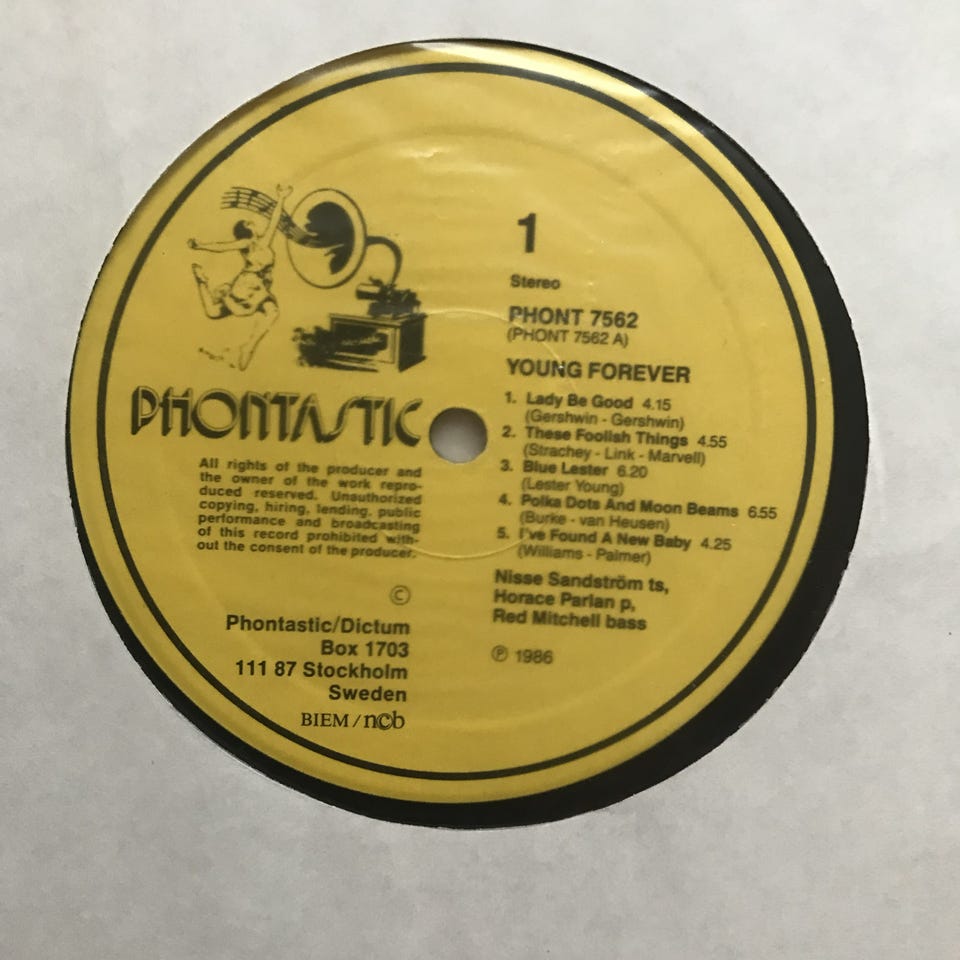 PHONTASTIC
All rights of the producer and
the owner of the work repro-
duced reserved. Unauthorized
copying, hiring, lending, public
performance and broadcasting
of this record prohibited with-
out the consent of the producer.
©
Phontastic/Dictum
Box 1703
111 87 Stockholm
Sweden
BIEM / ncb
1
Stereo
PHONT 7562
(PHONT 7562 A)
YOUNG FOREVER
1. Lady Be Good 4.15
(Gershwin - Gershwin)
2. These Foolish Things 4.55
(Strachey - Link - Marvell)
3. Blue Lester 6.20
(Lester Young)
4. Polka Dots And Moon Beams 6.55
(Burke - van Heusen)
5. I've Found A New Baby 4.25
(Williams - Palmer)
Nisse Sandström ts,
Horace Parlan p,
Red Mitchell bass
℗ 1986